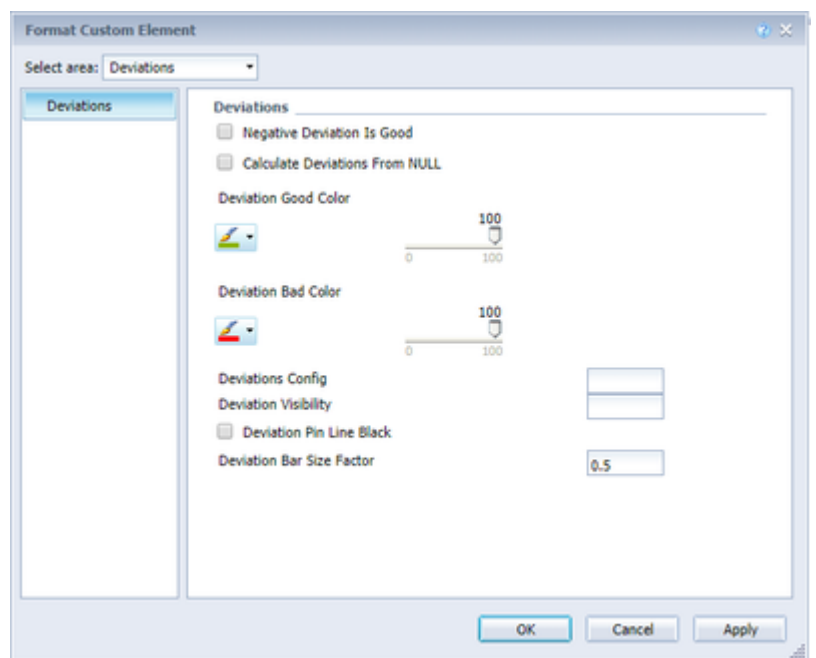 Format Custom Element
Select area: Deviations
Deviations
Deviations
Negative Deviation Is Good
Calculate Deviations From NULL
Deviation Good Color
100
0 100
Deviation Bad Color
100
0 100
Deviations Config
Deviation Visibility
Deviation Pin Line Black
Deviation Bar Size Factor 0.5
OK Cancel Apply